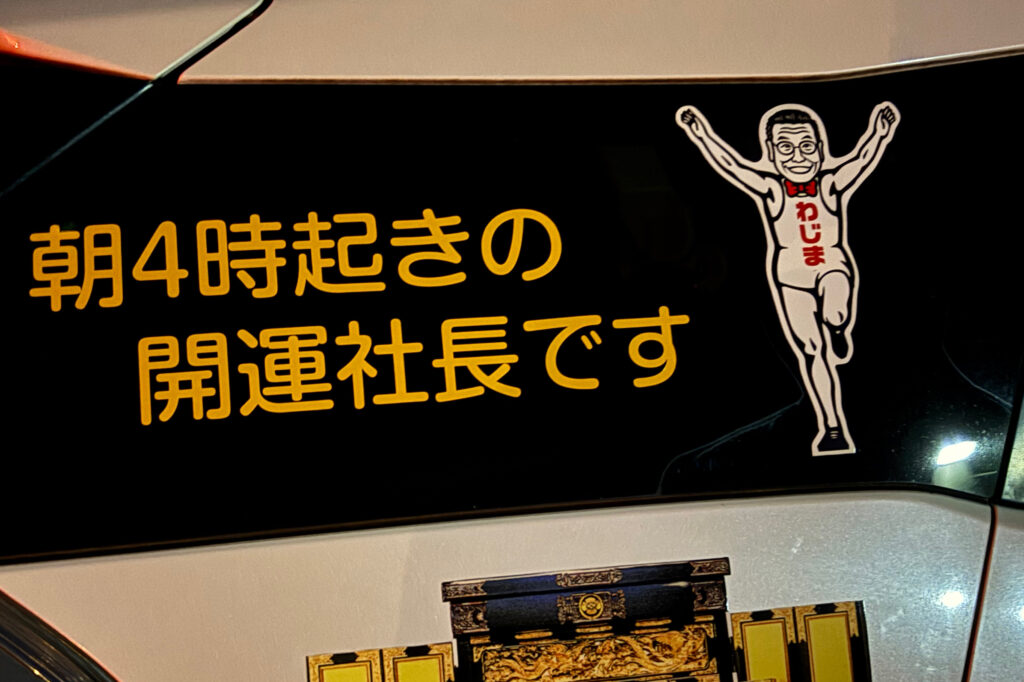 朝4時起きの
開運社長です
わじま